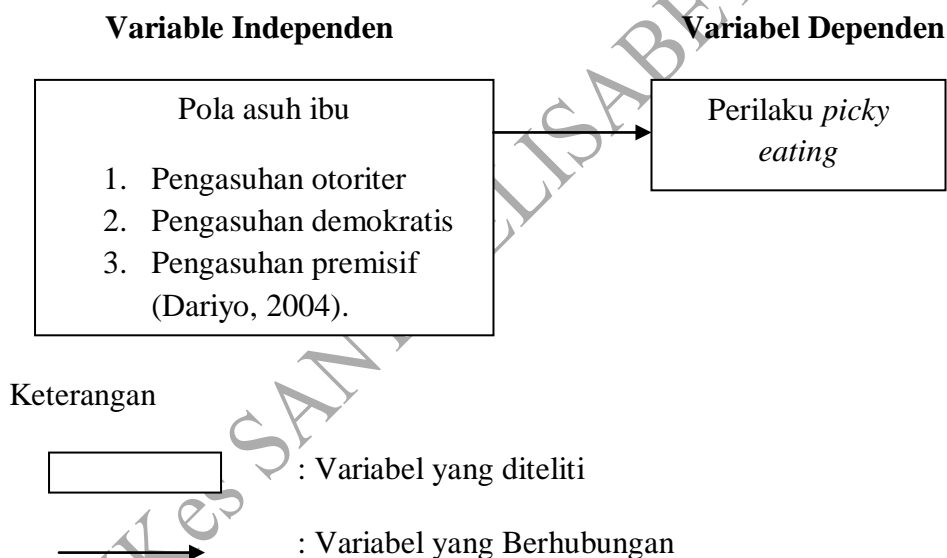 Variable Independen
Variabel Dependen
Pola asuh ibu
1. Pengasuhan otoriter
2. Pengasuhan demokratis
3. Pengasuhan premisif
(Dariyo, 2004).
Perilaku picky
eating
Keterangan
: Variabel yang diteliti
: Variabel yang Berhubungan